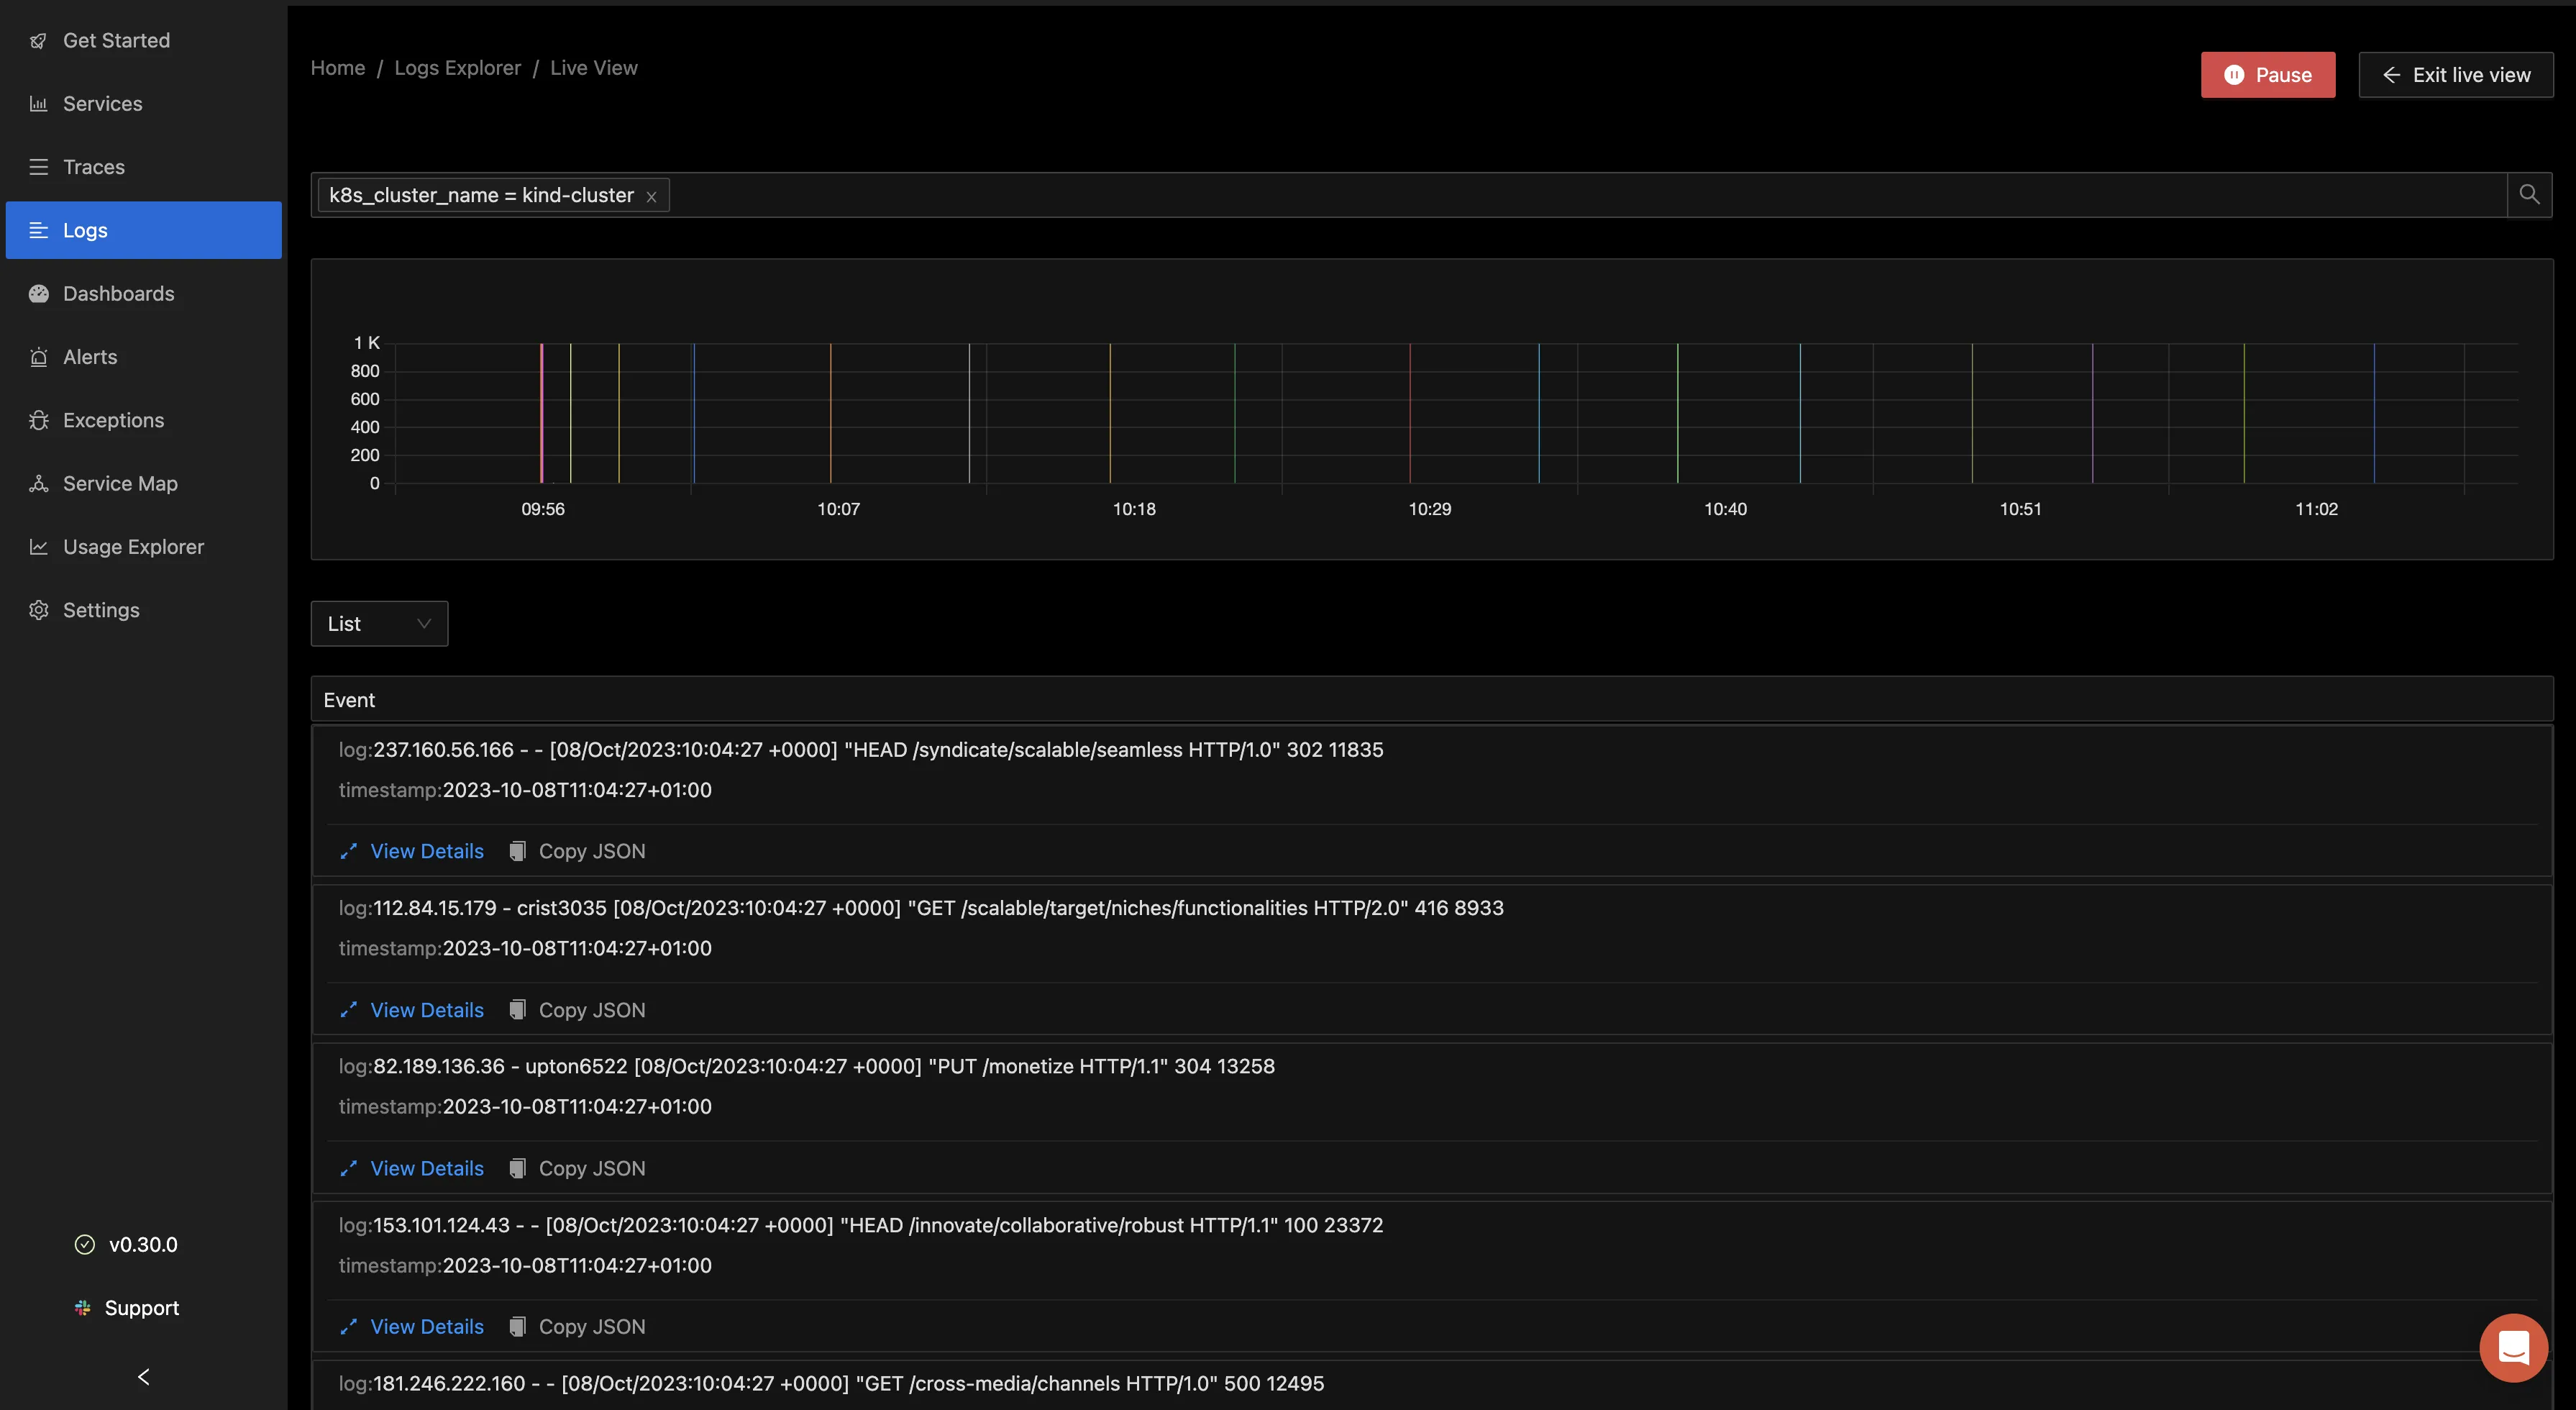 Get Started
Services
Traces
Logs
Dashboards
Alerts
Exceptions
Service Map
Usage Explorer
Settings
v0.30.0
Support
Home / Logs Explorer / Live View
Pause
Exit live view
k8s_cluster_name = kind-cluster
1 K
800
600
400
200
0
09:56 10:07 10:18 10:29 10:40 10:51 11:02
List
Event
log:237.160.56.166 - - [08/Oct/2023:10:04:27 +0000] "HEAD /syndicate/scalable/seamless HTTP/1.0" 302 11835
timestamp:2023-10-08T11:04:27+01:00
View Details Copy JSON
log:112.84.15.179 - crist3035 [08/Oct/2023:10:04:27 +0000] "GET /scalable/target/niches/functionalities HTTP/2.0" 416 8933
timestamp:2023-10-08T11:04:27+01:00
View Details Copy JSON
log:82.189.136.36 - upton6522 [08/Oct/2023:10:04:27 +0000] "PUT /monetize HTTP/1.1" 304 13258
timestamp:2023-10-08T11:04:27+01:00
View Details Copy JSON
log:153.101.124.43 - - [08/Oct/2023:10:04:27 +0000] "HEAD /innovate/collaborative/robust HTTP/1.1" 100 23372
timestamp:2023-10-08T11:04:27+01:00
View Details Copy JSON
log:181.246.222.160 - - [08/Oct/2023:10:04:27 +0000] "GET /cross-media/channels HTTP/1.0" 500 12495